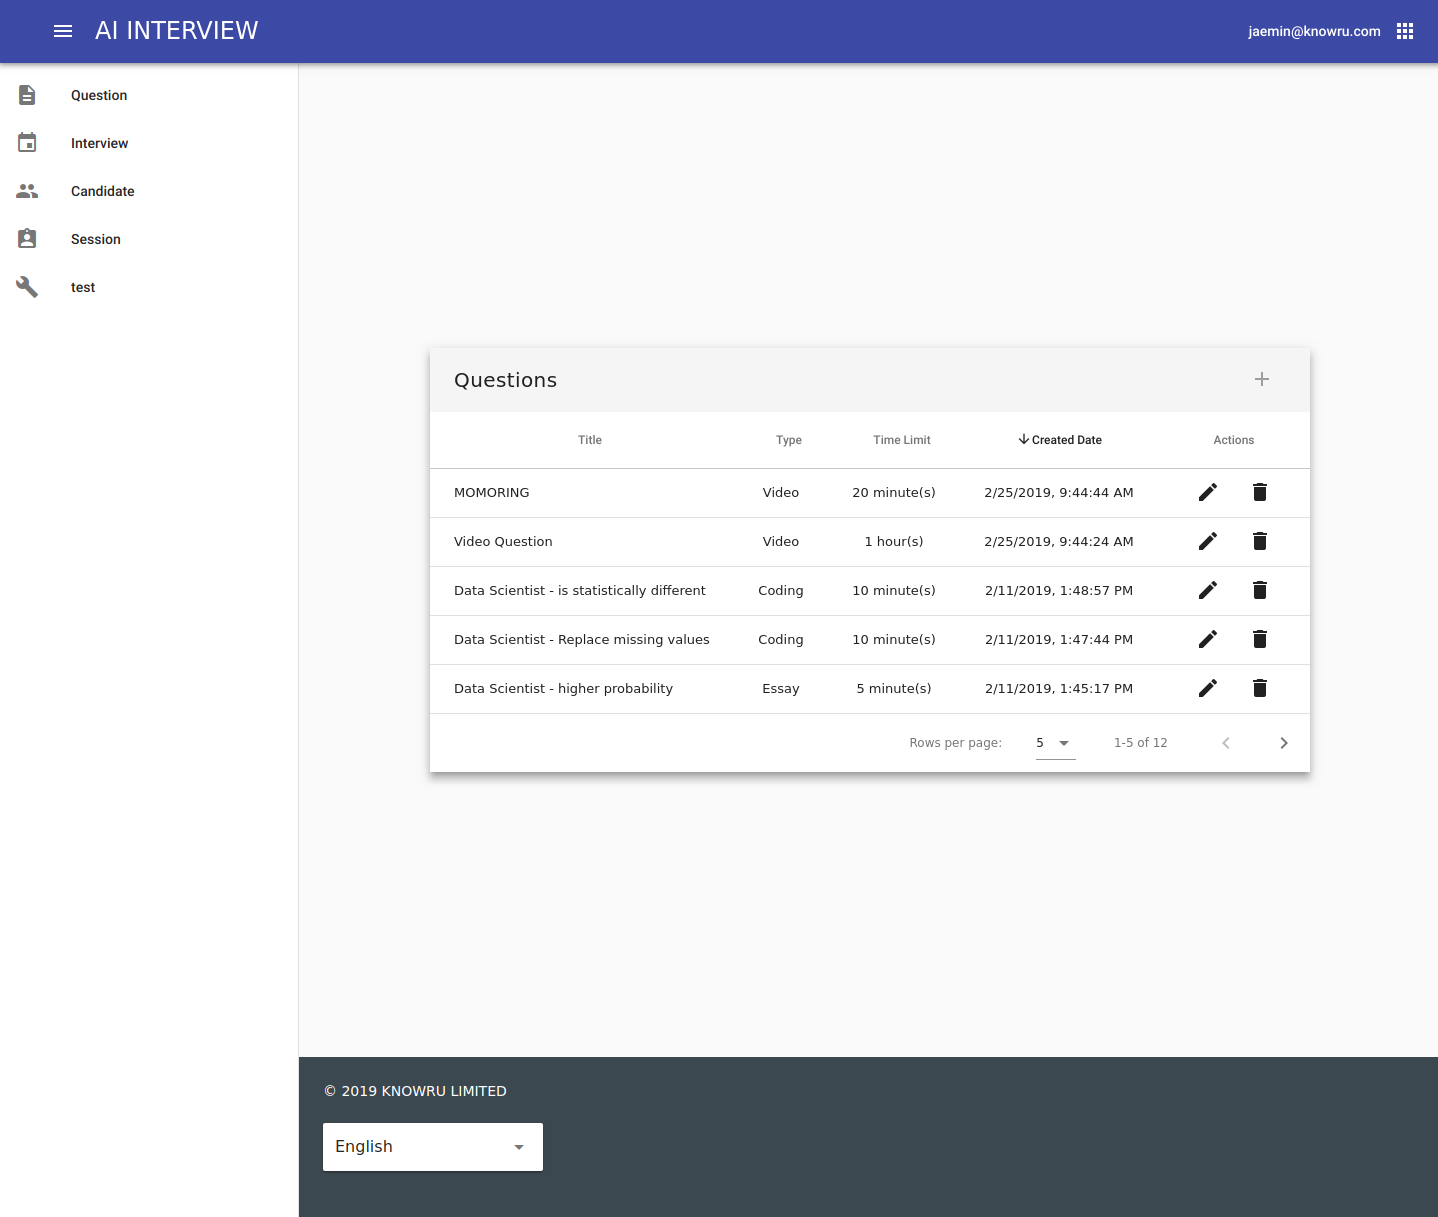 AI INTERVIEW
jaemin@knowru.com
Question
Interview
Candidate
Session
test
Questions
Title Type Time Limit Created Date Actions
MOMORING Video 20 minute(s) 2/25/2019, 9:44:44 AM
Video Question Video 1 hour(s) 2/25/2019, 9:44:24 AM
Data Scientist - is statistically different Coding 10 minute(s) 2/11/2019, 1:48:57 PM
Data Scientist - Replace missing values Coding 10 minute(s) 2/11/2019, 1:47:44 PM
Data Scientist - higher probability Essay 5 minute(s) 2/11/2019, 1:45:17 PM
Rows per page: 5 1-5 of 12
© 2019 KNOWRU LIMITED
English